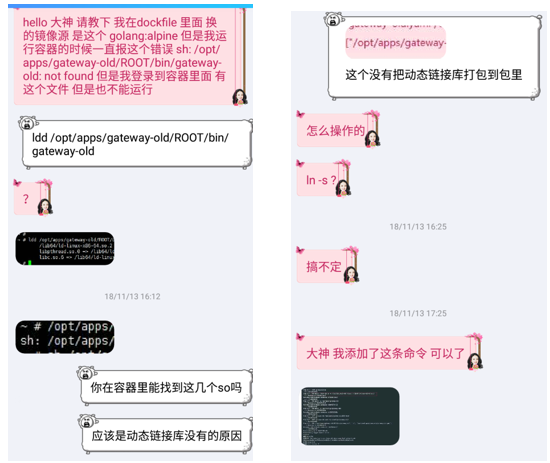 hello 大神 请教下 我在dockfile 里面 换
的镜像源 是这个 golang:alpine 但是我运
行容器的时候一直报这个错误 sh: /opt/
apps/gateway-old/ROOT/bin/gateway-
old: not found 但是我登录到容器里面 有
这个文件 但是也不能运行
ldd /opt/apps/gateway-old/ROOT/bin/
gateway-old
?
~ # ldd /opt/apps/gateway-old/ROOT/
/lib64/ld-linux-x86-64.so.2
libpthread.so.0 => /lib64/ld-linux
libc.so.6 => /lib64/ld-linu
18/11/13 16:12
~ # /opt/apps/
sh: /opt/apps/
你在容器里能找到这几个so吗
应该是动态链接库没有的原因
["/opt/apps/gateway-
这个没有把动态链接库打包到包里
怎么操作的
ln -s ?
18/11/13 16:25
搞不定
18/11/13 17:25
大神 我添加了这条命令 可以了